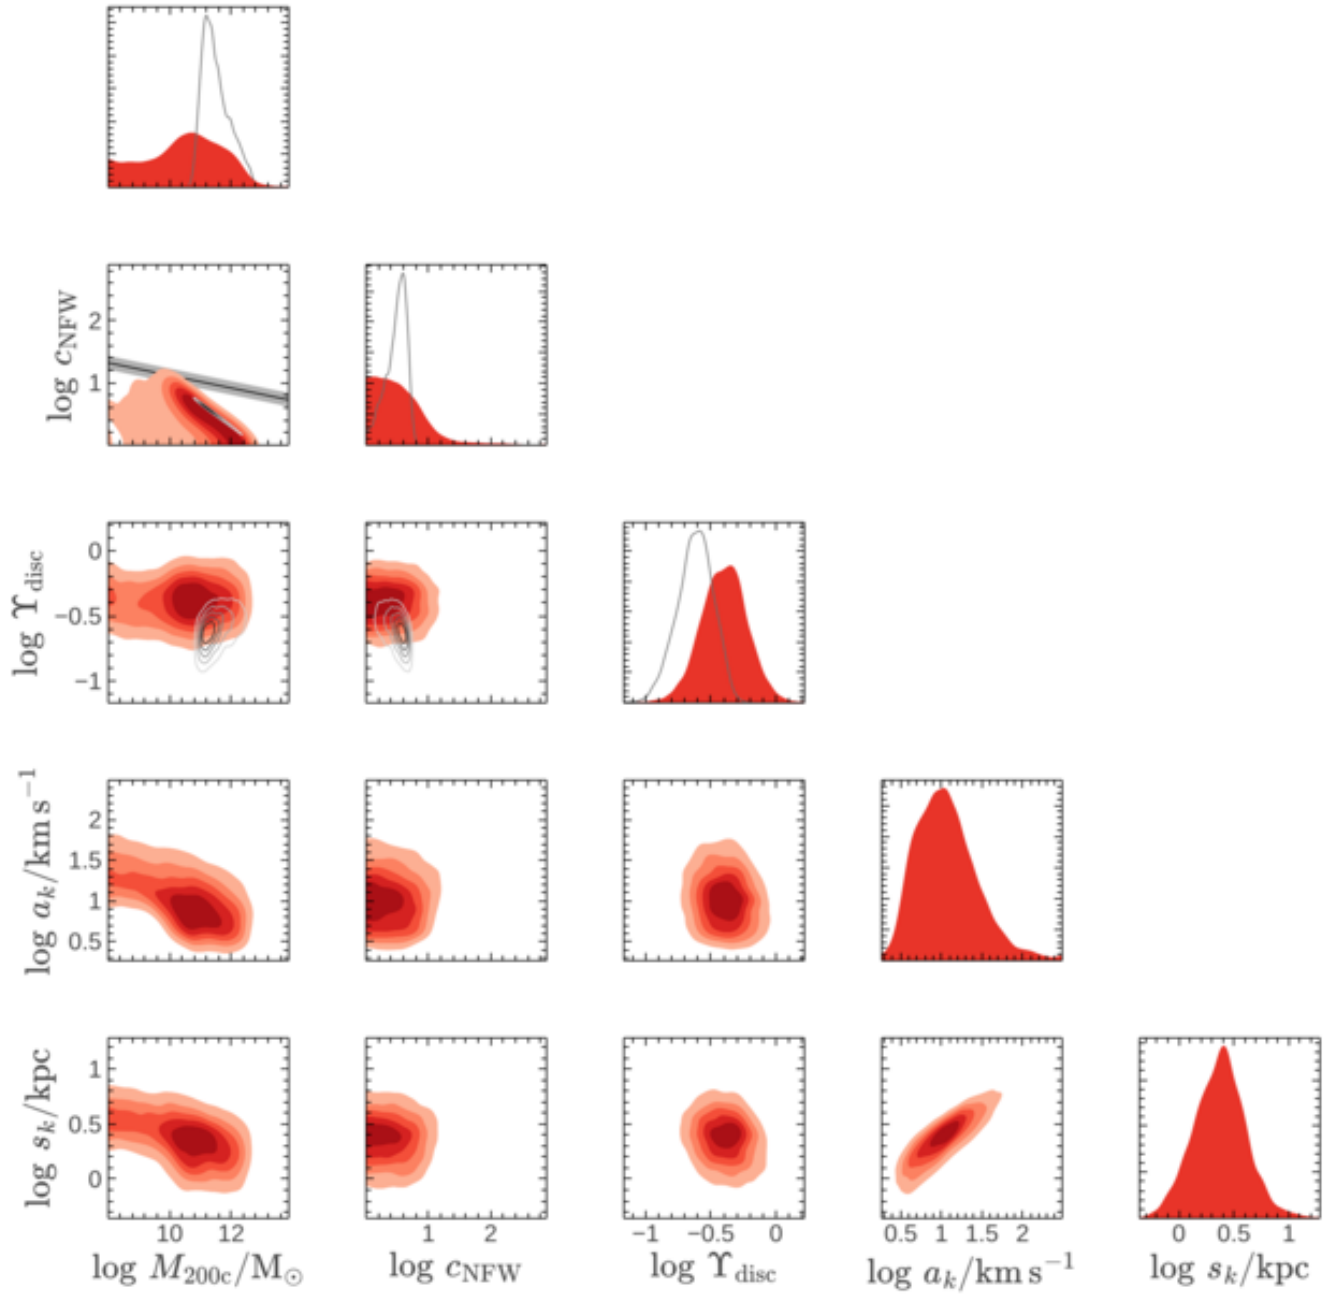 log c_NFW
2
1
log ϒ_disc
0
−0.5
−1
log a_k/km s⁻¹
2
1.5
1
0.5
log s_k/kpc
1
0.5
0
10 12
1 2
−1 −0.5 0
0.5 1 1.5 2
0 0.5 1
log M_200c/M_⊙
log c_NFW
log ϒ_disc
log a_k/km s⁻¹
log s_k/kpc